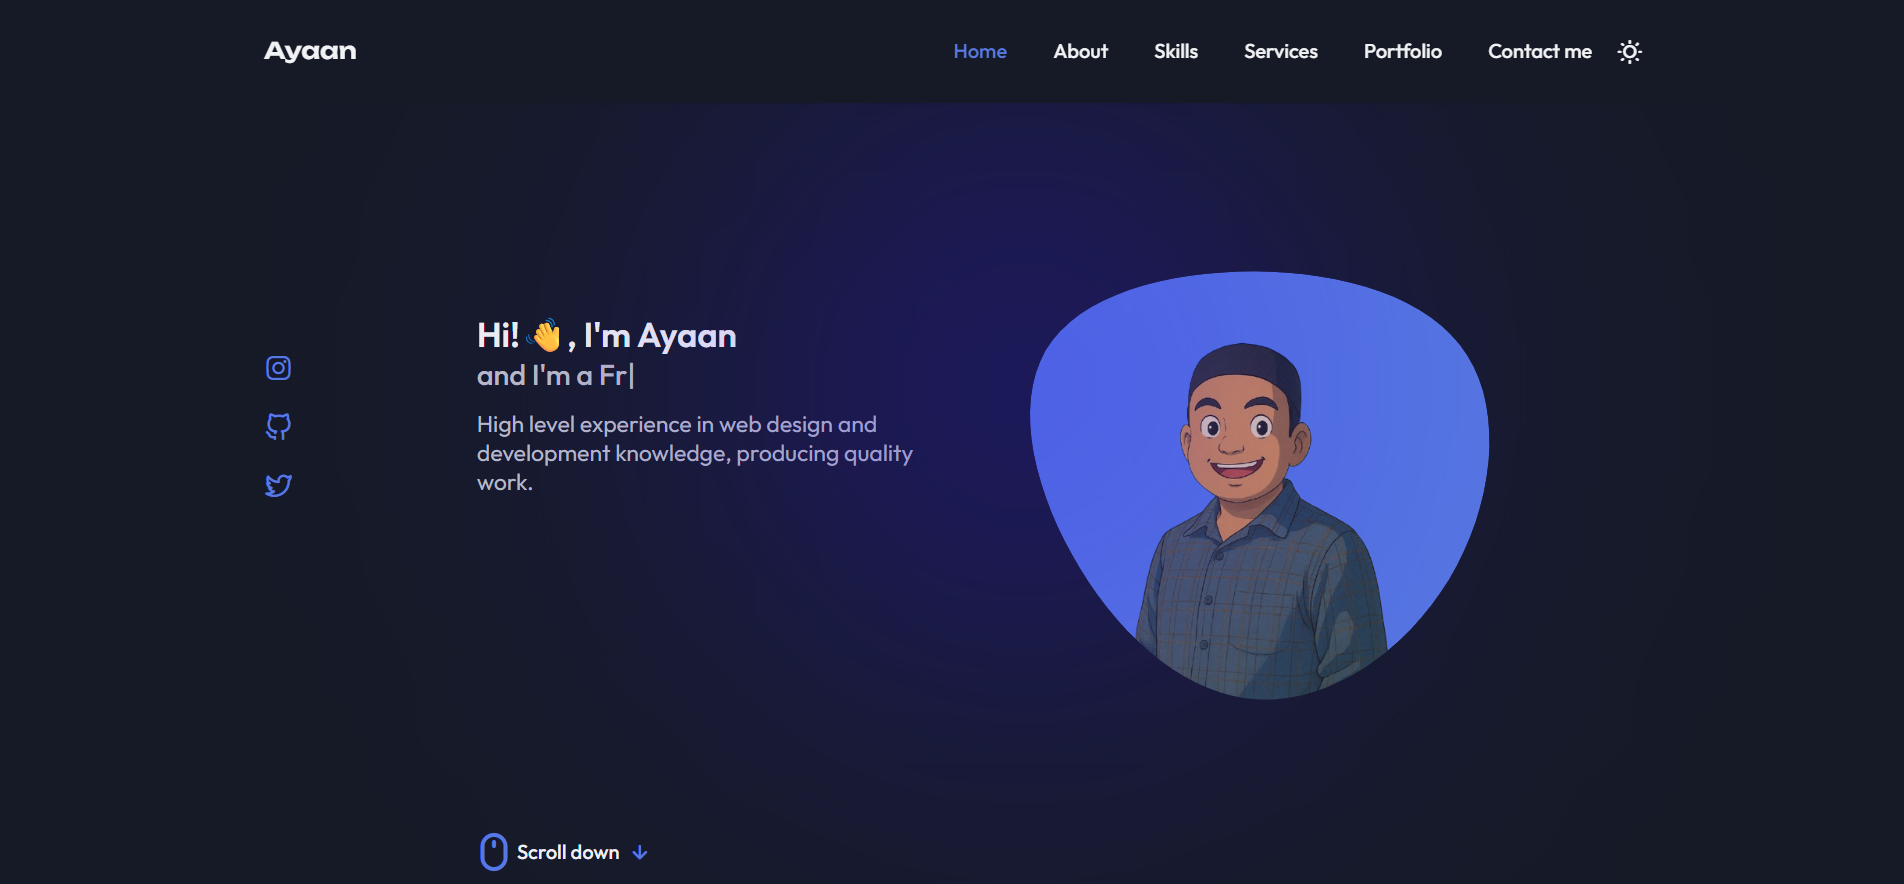 Ayaan
Home About Skills Services Portfolio Contact me
Hi! 👋 , I'm Ayaan
and I'm a Fr|
High level experience in web design and
development knowledge, producing quality
work.
Scroll down